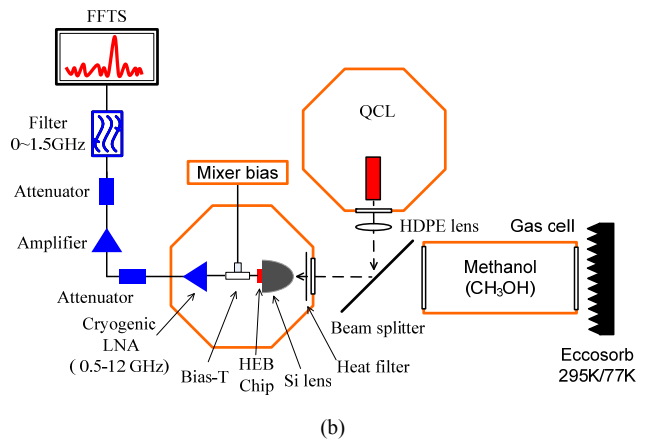 FFTS
Filter
0~1.5GHz
Attenuator
Amplifier
Attenuator
Mixer bias
QCL
HDPE lens
Gas cell
Methanol
(CH₃OH)
Beam splitter
Cryogenic
LNA
( 0.5-12 GHz)
Bias-T
HEB
Chip
Si lens
Heat filter
Eccosorb
295K/77K
(b)